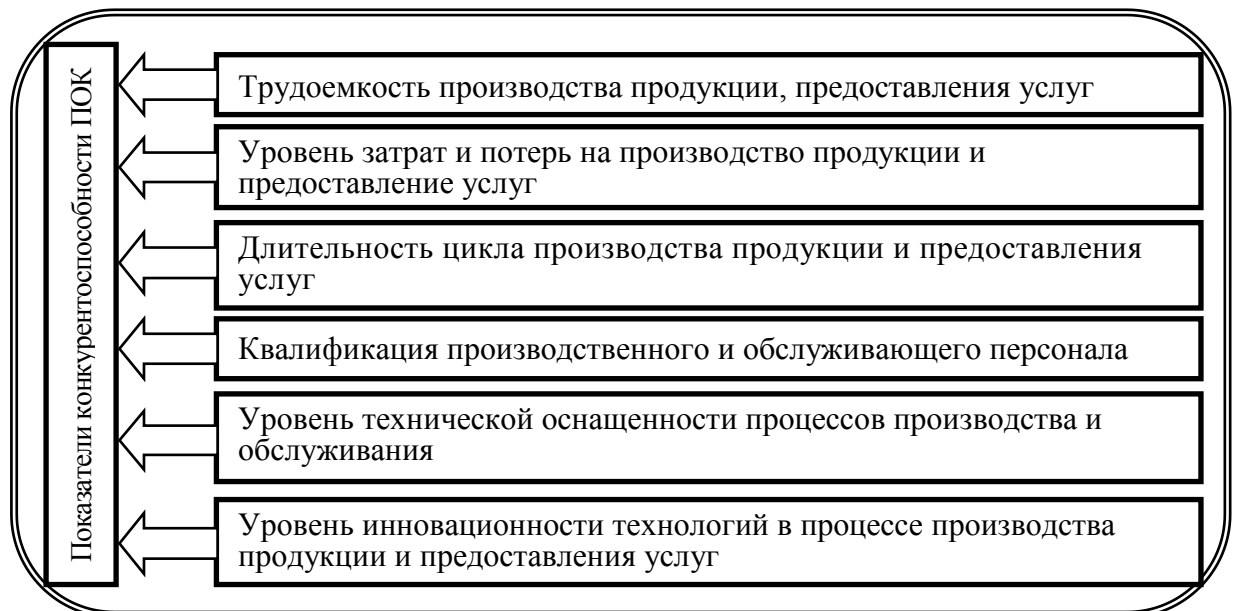 Показатели конкурентоспособности ПОК
Трудоемкость производства продукции, предоставления услуг
Уровень затрат и потерь на производство продукции и
предоставление услуг
Длительность цикла производства продукции и предоставления
услуг
Квалификация производственного и обслуживающего персонала
Уровень технической оснащенности процессов производства и
обслуживания
Уровень инновационности технологий в процессе производства
продукции и предоставления услуг